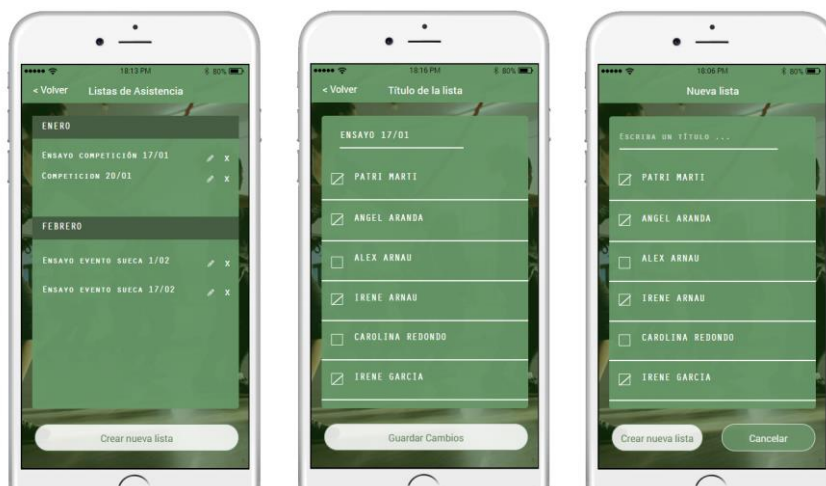 18:13 PM
80%
< Volver
Listas de Asistencia
ENERO
ENSAYO COMPETICIÓN 17/01
x
COMPETICION 20/01
x
FEBRERO
ENSAYO EVENTO SUECA 1/02
x
ENSAYO EVENTO SUECA 17/02
x
Crear nueva lista
18:16 PM
80%
< Volver
Título de la lista
ENSAYO 17/01
PATRI MARTI
ANGEL ARANDA
ALEX ARNAU
IRENE ARNAU
CAROLINA REDONDO
IRENE GARCIA
Guardar Cambios
18:06 PM
80%
Nueva lista
ESCRIBA UN TÍTULO ...
PATRI MARTI
ANGEL ARANDA
ALEX ARNAU
IRENE ARNAU
CAROLINA REDONDO
IRENE GARCIA
Crear nueva lista
Cancelar